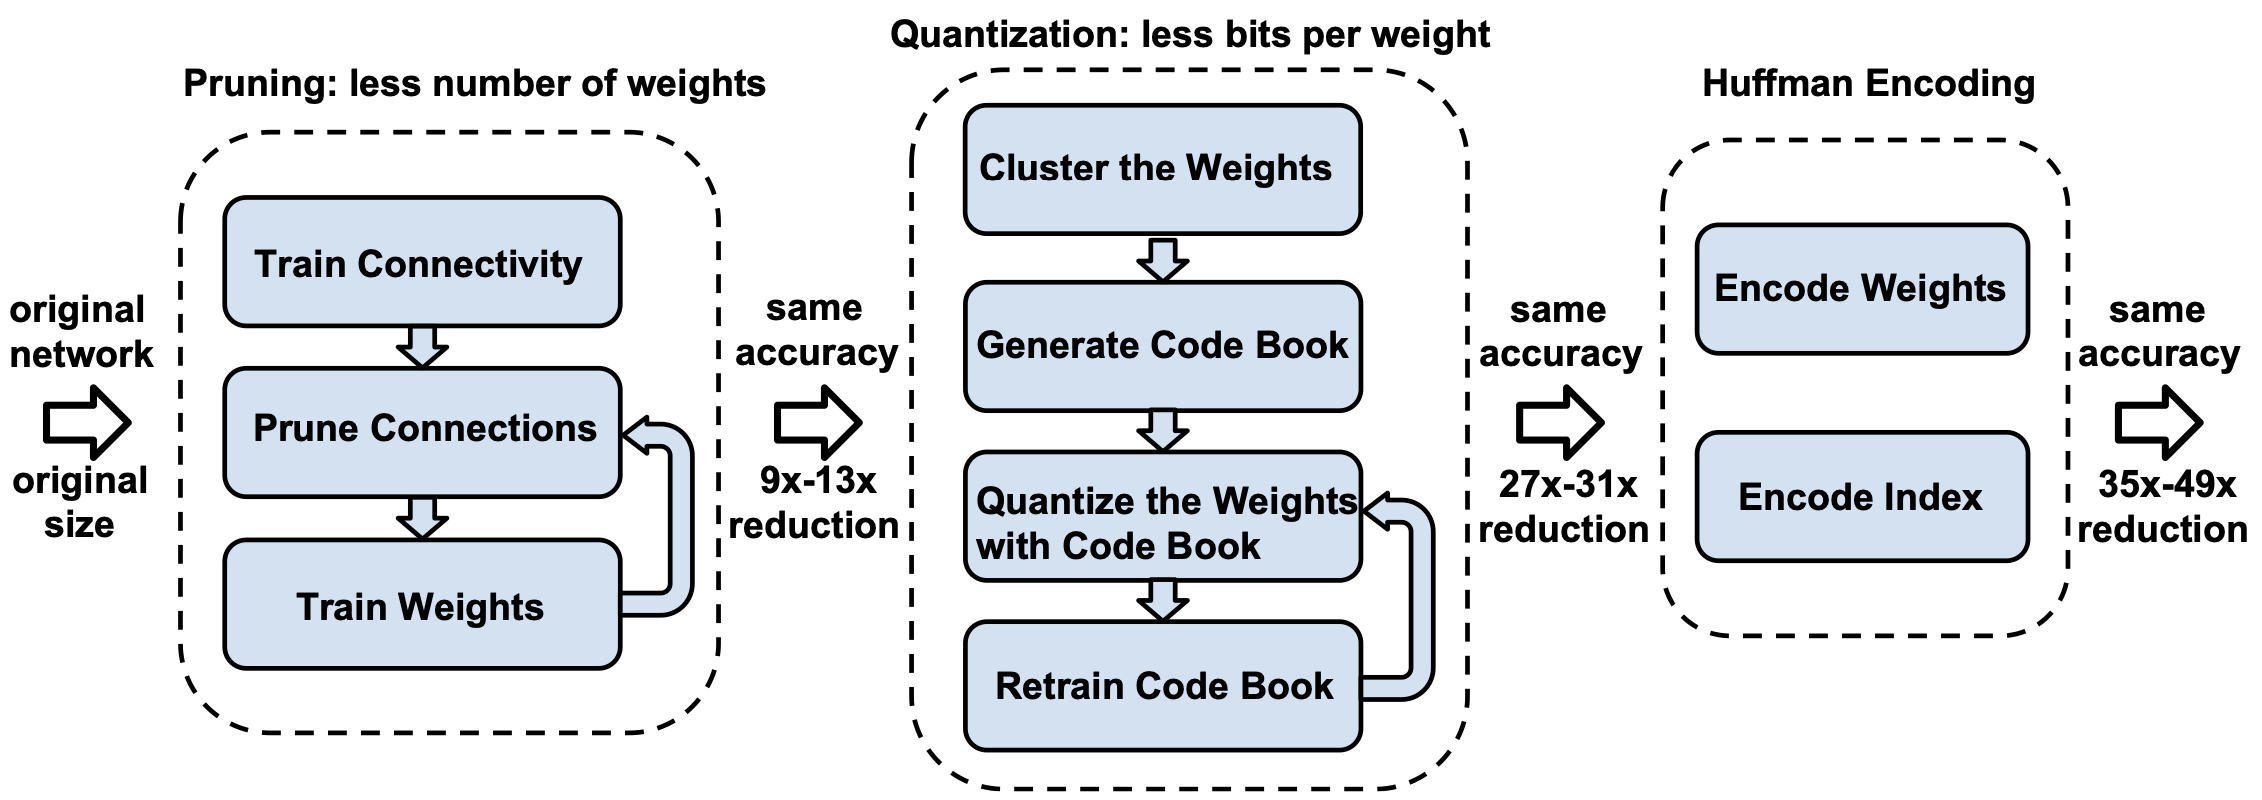 original
network
original
size
Pruning: less number of weights
Train Connectivity
Prune Connections
Train Weights
same
accuracy
9x-13x
reduction
Quantization: less bits per weight
Cluster the Weights
Generate Code Book
Quantize the Weights
with Code Book
Retrain Code Book
same
accuracy
27x-31x
reduction
Huffman Encoding
Encode Weights
Encode Index
same
accuracy
35x-49x
reduction